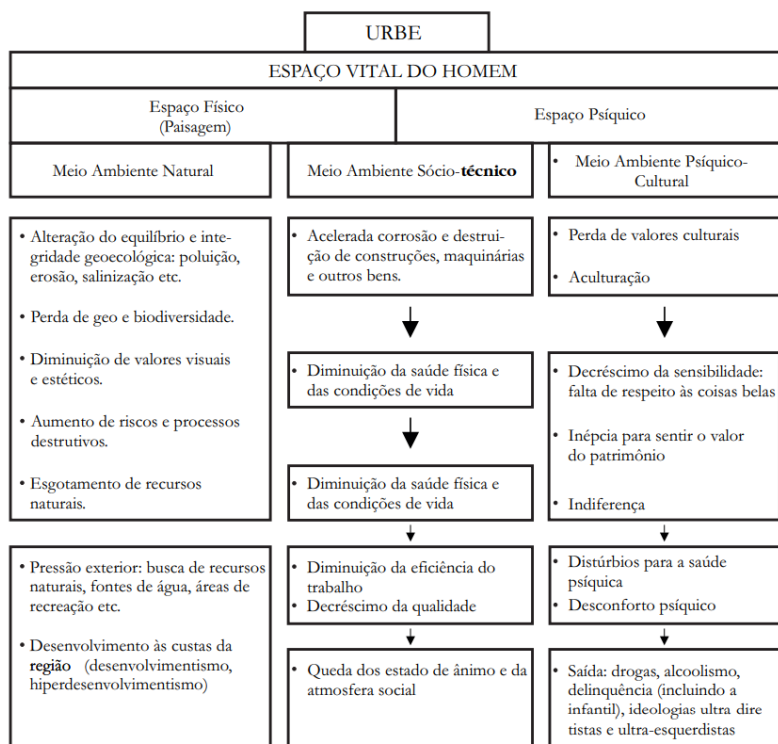 URBE
ESPAÇO VITAL DO HOMEM
Espaço Físico
(Paisagem)
Espaço Psíquico
Meio Ambiente Natural
Meio Ambiente Sócio-técnico
• Meio Ambiente Psíquico-
Cultural
• Alteração do equilíbrio e inte-
gridade geoecológica: poluição,
erosão, salinização etc.
• Perda de geo e biodiversidade.
• Diminuição de valores visuais
e estéticos.
• Aumento de riscos e processos
destrutivos.
• Esgotamento de recursos
naturais.
• Acelerada corrosão e destrui-
ção de construções, maquinárias
e outros bens.
• Diminuição da saúde física e
das condições de vida
• Diminuição da saúde física e
das condições de vida
• Perda de valores culturais
• Aculturação
• Decréscimo da sensibilidade:
falta de respeito às coisas belas
• Inépcia para sentir o valor
do patrimônio
• Indiferença
• Pressão exterior: busca de recursos
naturais, fontes de água, áreas de
recreação etc.
• Desenvolvimento às custas da
região (desenvolvimentismo,
hiperdesenvolvimentismo)
• Diminuição da eficiência do
trabalho
• Decréscimo da qualidade
• Queda dos estado de ânimo e da
atmosfera social
• Distúrbios para a saúde
psíquica
• Desconforto psíquico
• Saída: drogas, alcoolismo,
delinquência (incluindo a
infantil), ideologias ultra dire
tistas e ultra-esquerdistas